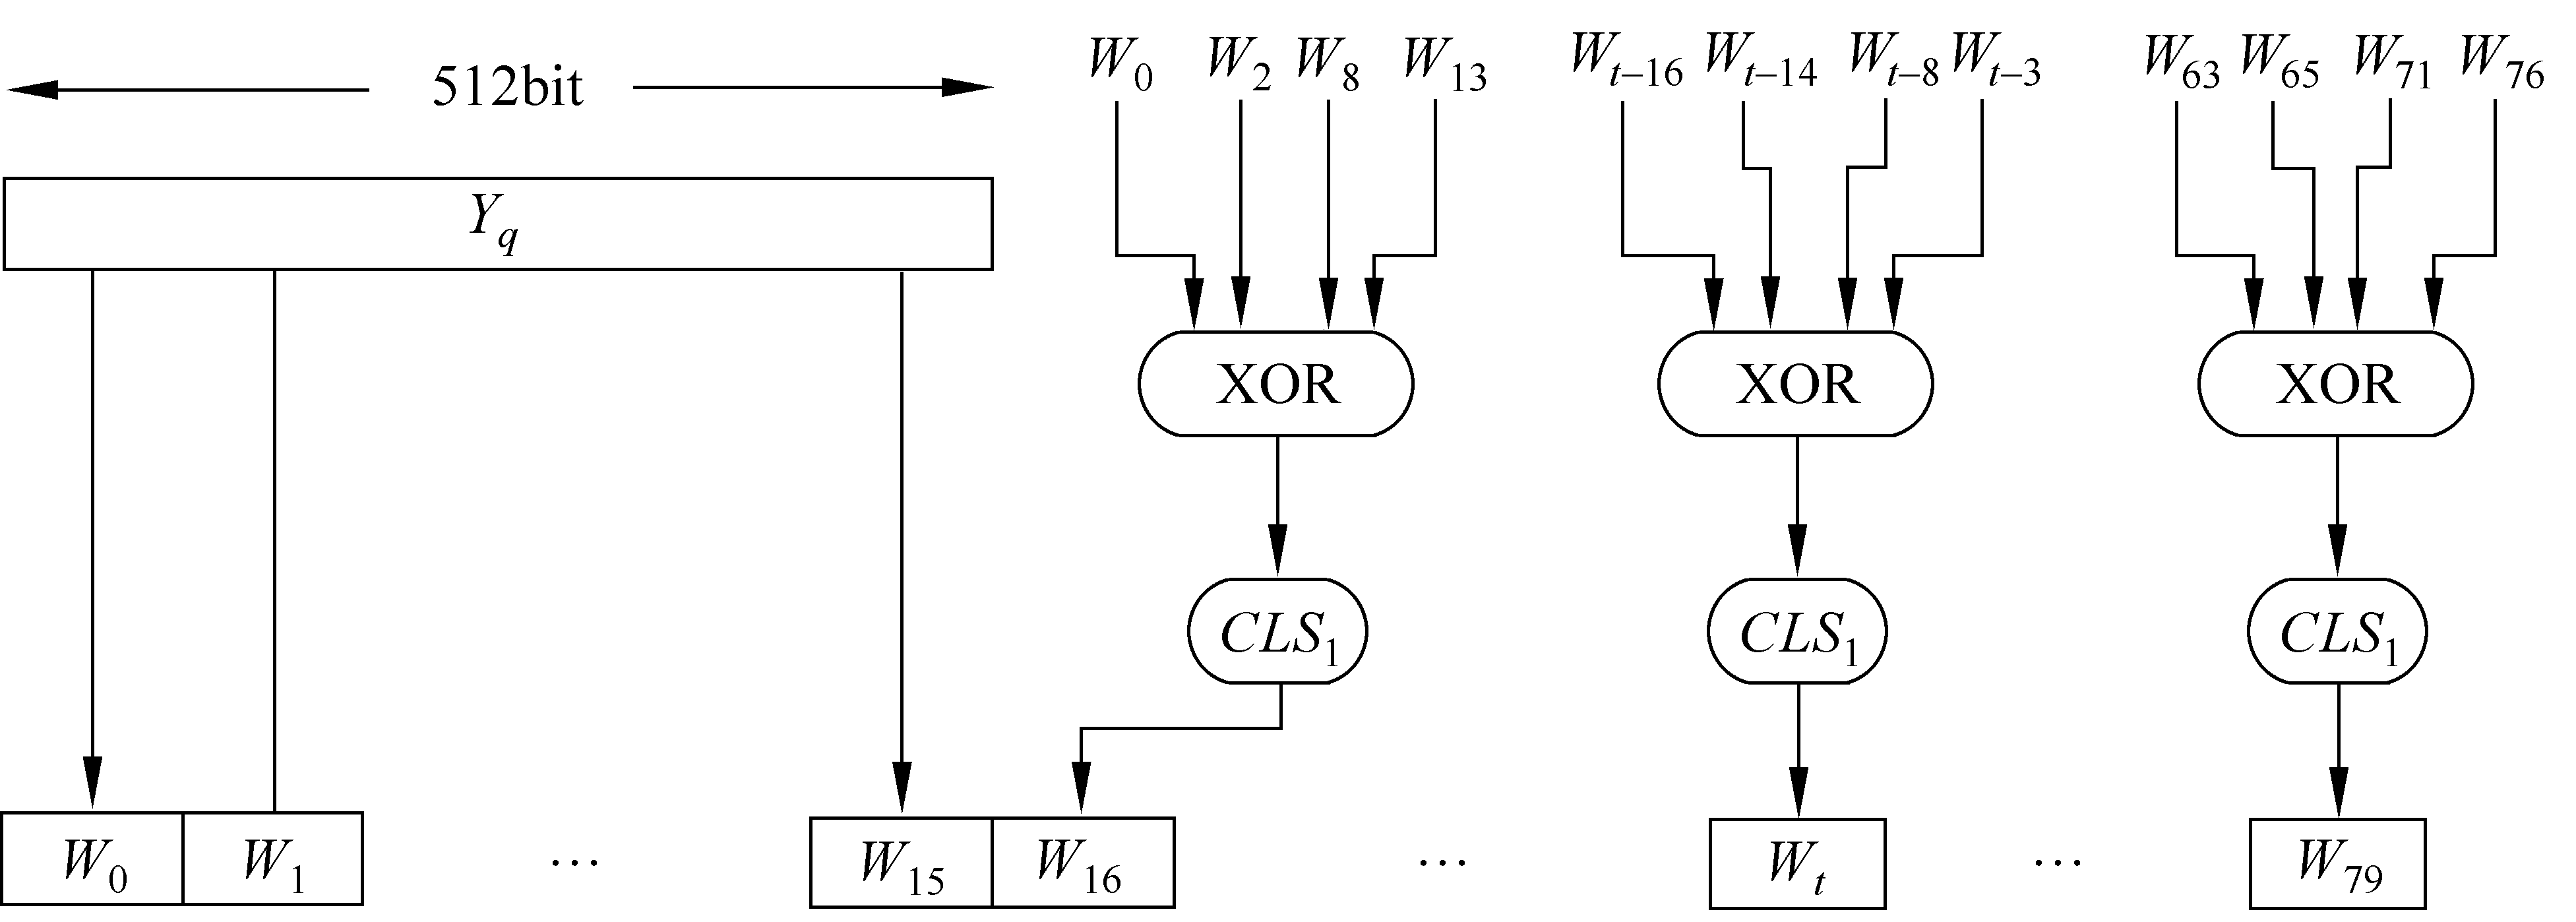 512bit W₀ W₂ W₈ W₁₃ Wₜ₋₁₆ Wₜ₋₁₄ Wₜ₋₈ Wₜ₋₃ W₆₃ W₆₅ W₇₁ W₇₆
Y_q
XOR XOR XOR
CLS₁ CLS₁ CLS₁
W₀ W₁ … W₁₅ W₁₆ … Wₜ … W₇₉